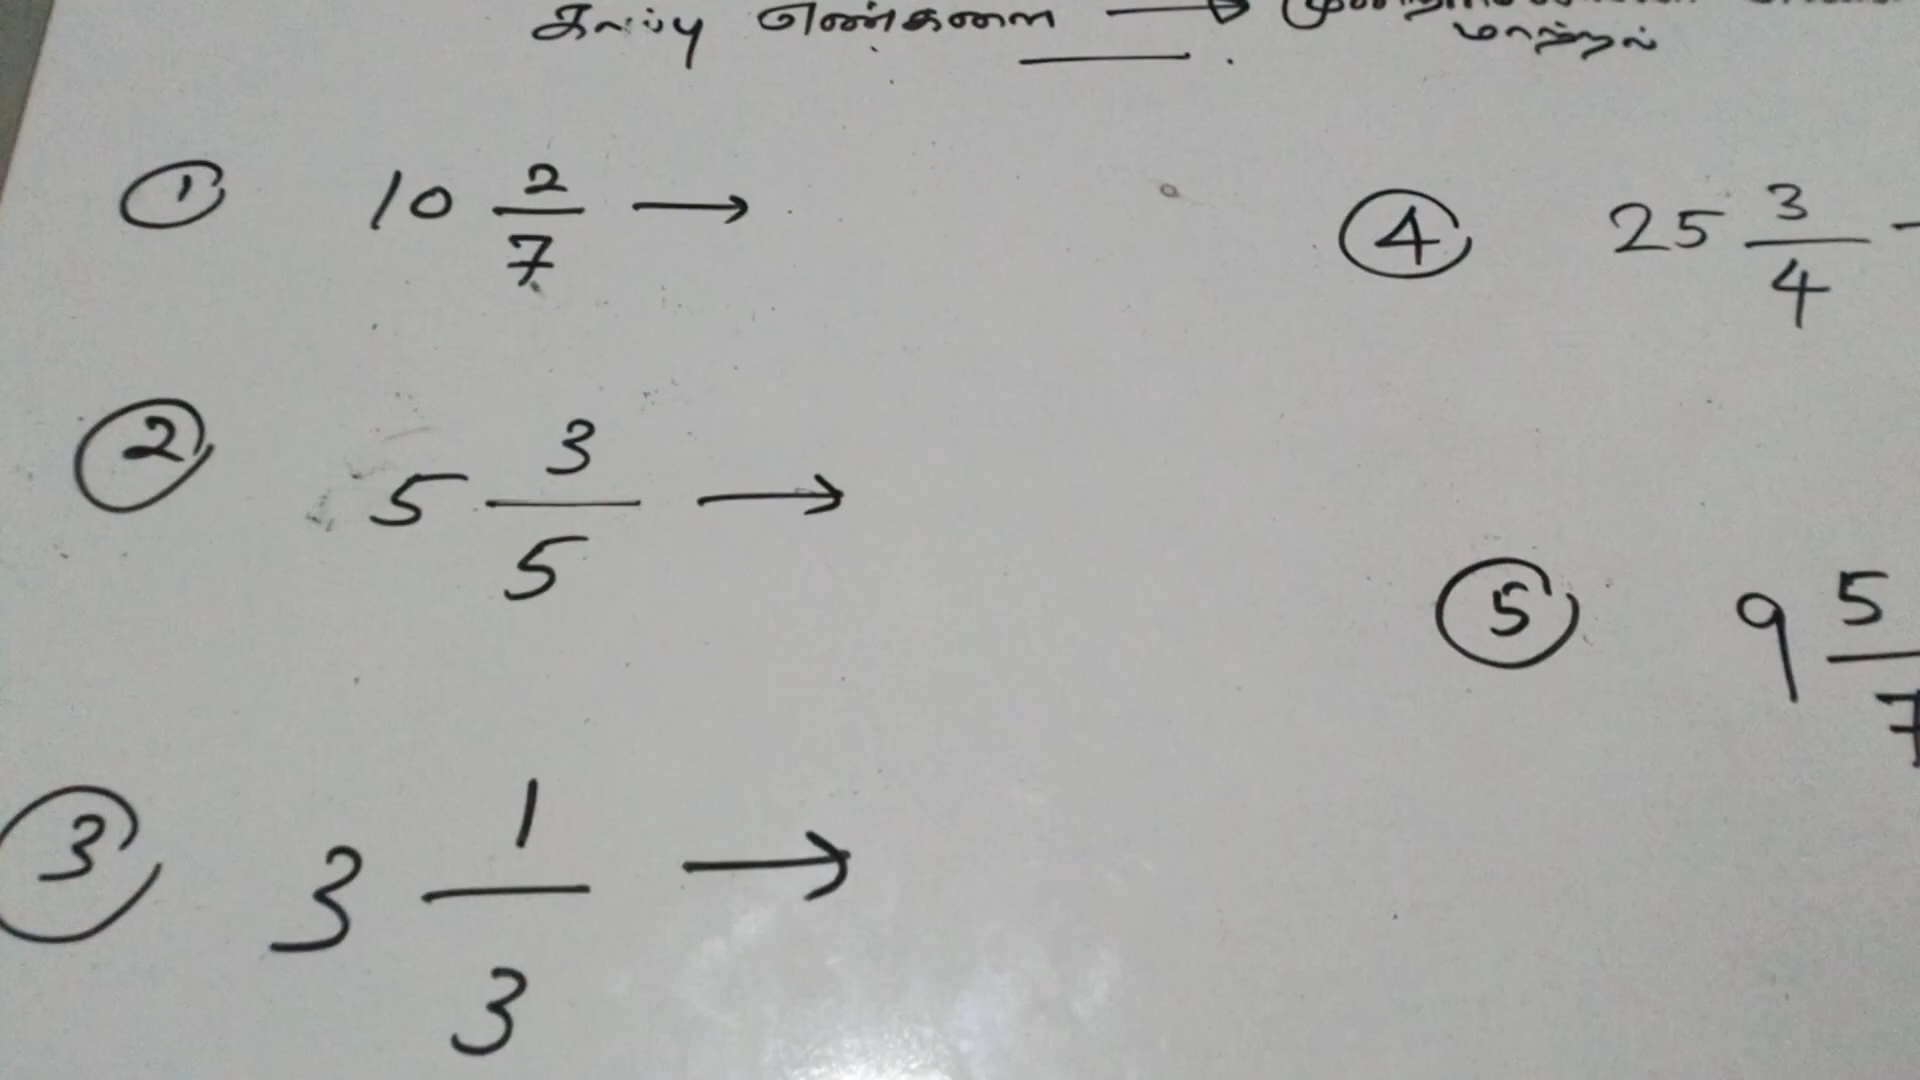 கலப்பு எண்களை →
மாற்றல்
① 10 2/7 →
② 5 3/5 →
③ 3 1/3 →
④ 25 3/4
⑤ 9 5/7